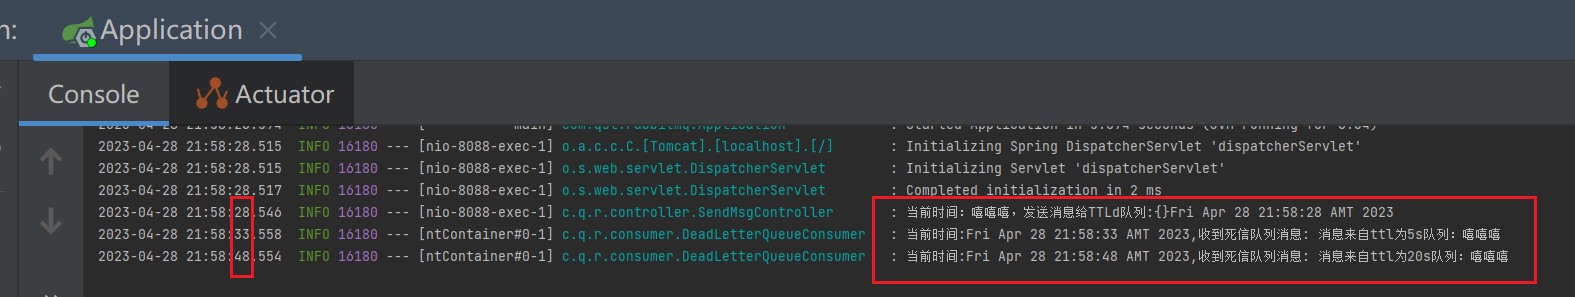 n:
Application
Console
Actuator
2023-04-28 21:58:28.515 INFO 16180 --- [nio-8088-exec-1] o.a.c.c.C.[Tomcat].[localhost].[/] : Initializing Spring DispatcherServlet 'dispatcherServlet'
2023-04-28 21:58:28.515 INFO 16180 --- [nio-8088-exec-1] o.s.web.servlet.DispatcherServlet : Initializing Servlet 'dispatcherServlet'
2023-04-28 21:58:28.517 INFO 16180 --- [nio-8088-exec-1] o.s.web.servlet.DispatcherServlet : Completed initialization in 2 ms
2023-04-28 21:58:28.546 INFO 16180 --- [nio-8088-exec-1] c.q.r.controller.SendMsgController : 当前时间：嘻嘻嘻，发送消息给TTLd队列:{}Fri Apr 28 21:58:28 AMT 2023
2023-04-28 21:58:33.558 INFO 16180 --- [ntContainer#0-1] c.q.r.consumer.DeadLetterQueueConsumer : 当前时间:Fri Apr 28 21:58:33 AMT 2023,收到死信队列消息: 消息来自ttl为5s队列：嘻嘻嘻
2023-04-28 21:58:48.554 INFO 16180 --- [ntContainer#0-1] c.q.r.consumer.DeadLetterQueueConsumer : 当前时间:Fri Apr 28 21:58:48 AMT 2023,收到死信队列消息: 消息来自ttl为20s队列：嘻嘻嘻